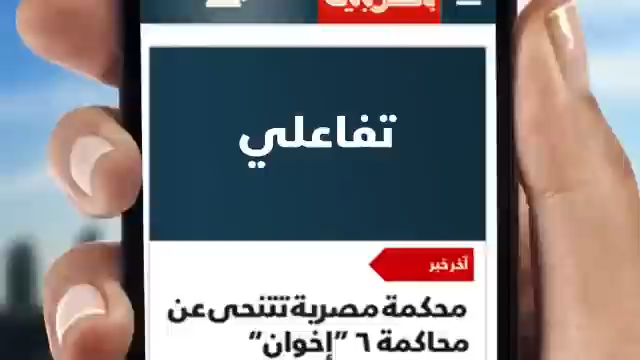 تفاعلي
آخر خبر
محكمة مصرية تتنحى عن
محاكمة ٦ "إخوان"